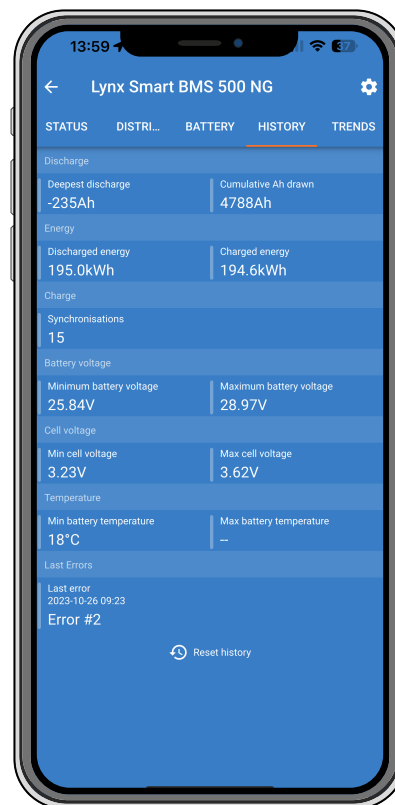 13:59
37
Lynx Smart BMS 500 NG
STATUS DISTRI... BATTERY HISTORY TRENDS
Discharge
Deepest discharge Cumulative Ah drawn
-235Ah 4788Ah
Energy
Discharged energy Charged energy
195.0kWh 194.6kWh
Charge
Synchronisations
15
Battery voltage
Minimum battery voltage Maximum battery voltage
25.84V 28.97V
Cell voltage
Min cell voltage Max cell voltage
3.23V 3.62V
Temperature
Min battery temperature Max battery temperature
18°C --
Last Errors
Last error
2023-10-26 09:23
Error #2
Reset history